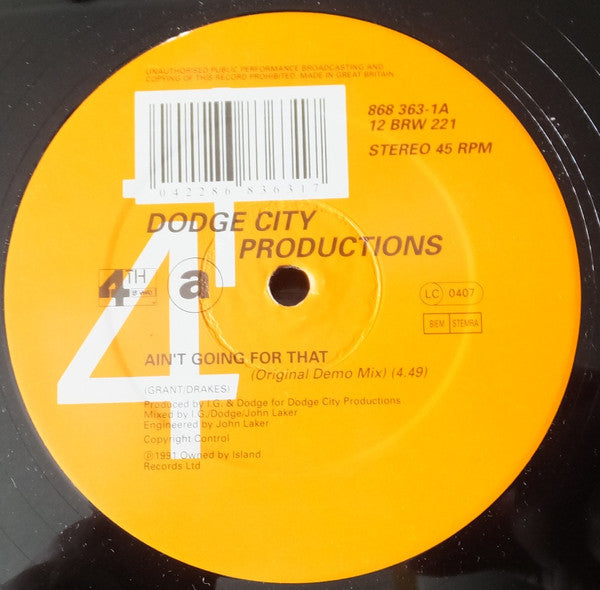 UNAUTHORISED PUBLIC PERFORMANCE BROADCASTING AND
COPYING OF THIS RECORD PROHIBITED. MADE IN GREAT BRITAIN
868 363-1A
12 BRW 221
STEREO 45 RPM
042286 836317
DODGE CITY
PRODUCTIONS
4TH
a
4
LC 0407
BIEM STEMRA
AIN'T GOING FOR THAT
(Original Demo Mix) (4.49)
(GRANT/DRAKES)
Produced by I.G. & Dodge for Dodge City Productions
Mixed by I.G./Dodge/John Laker
Engineered by John Laker
Copyright Control
℗ 1991 Owned by Island
Records Ltd